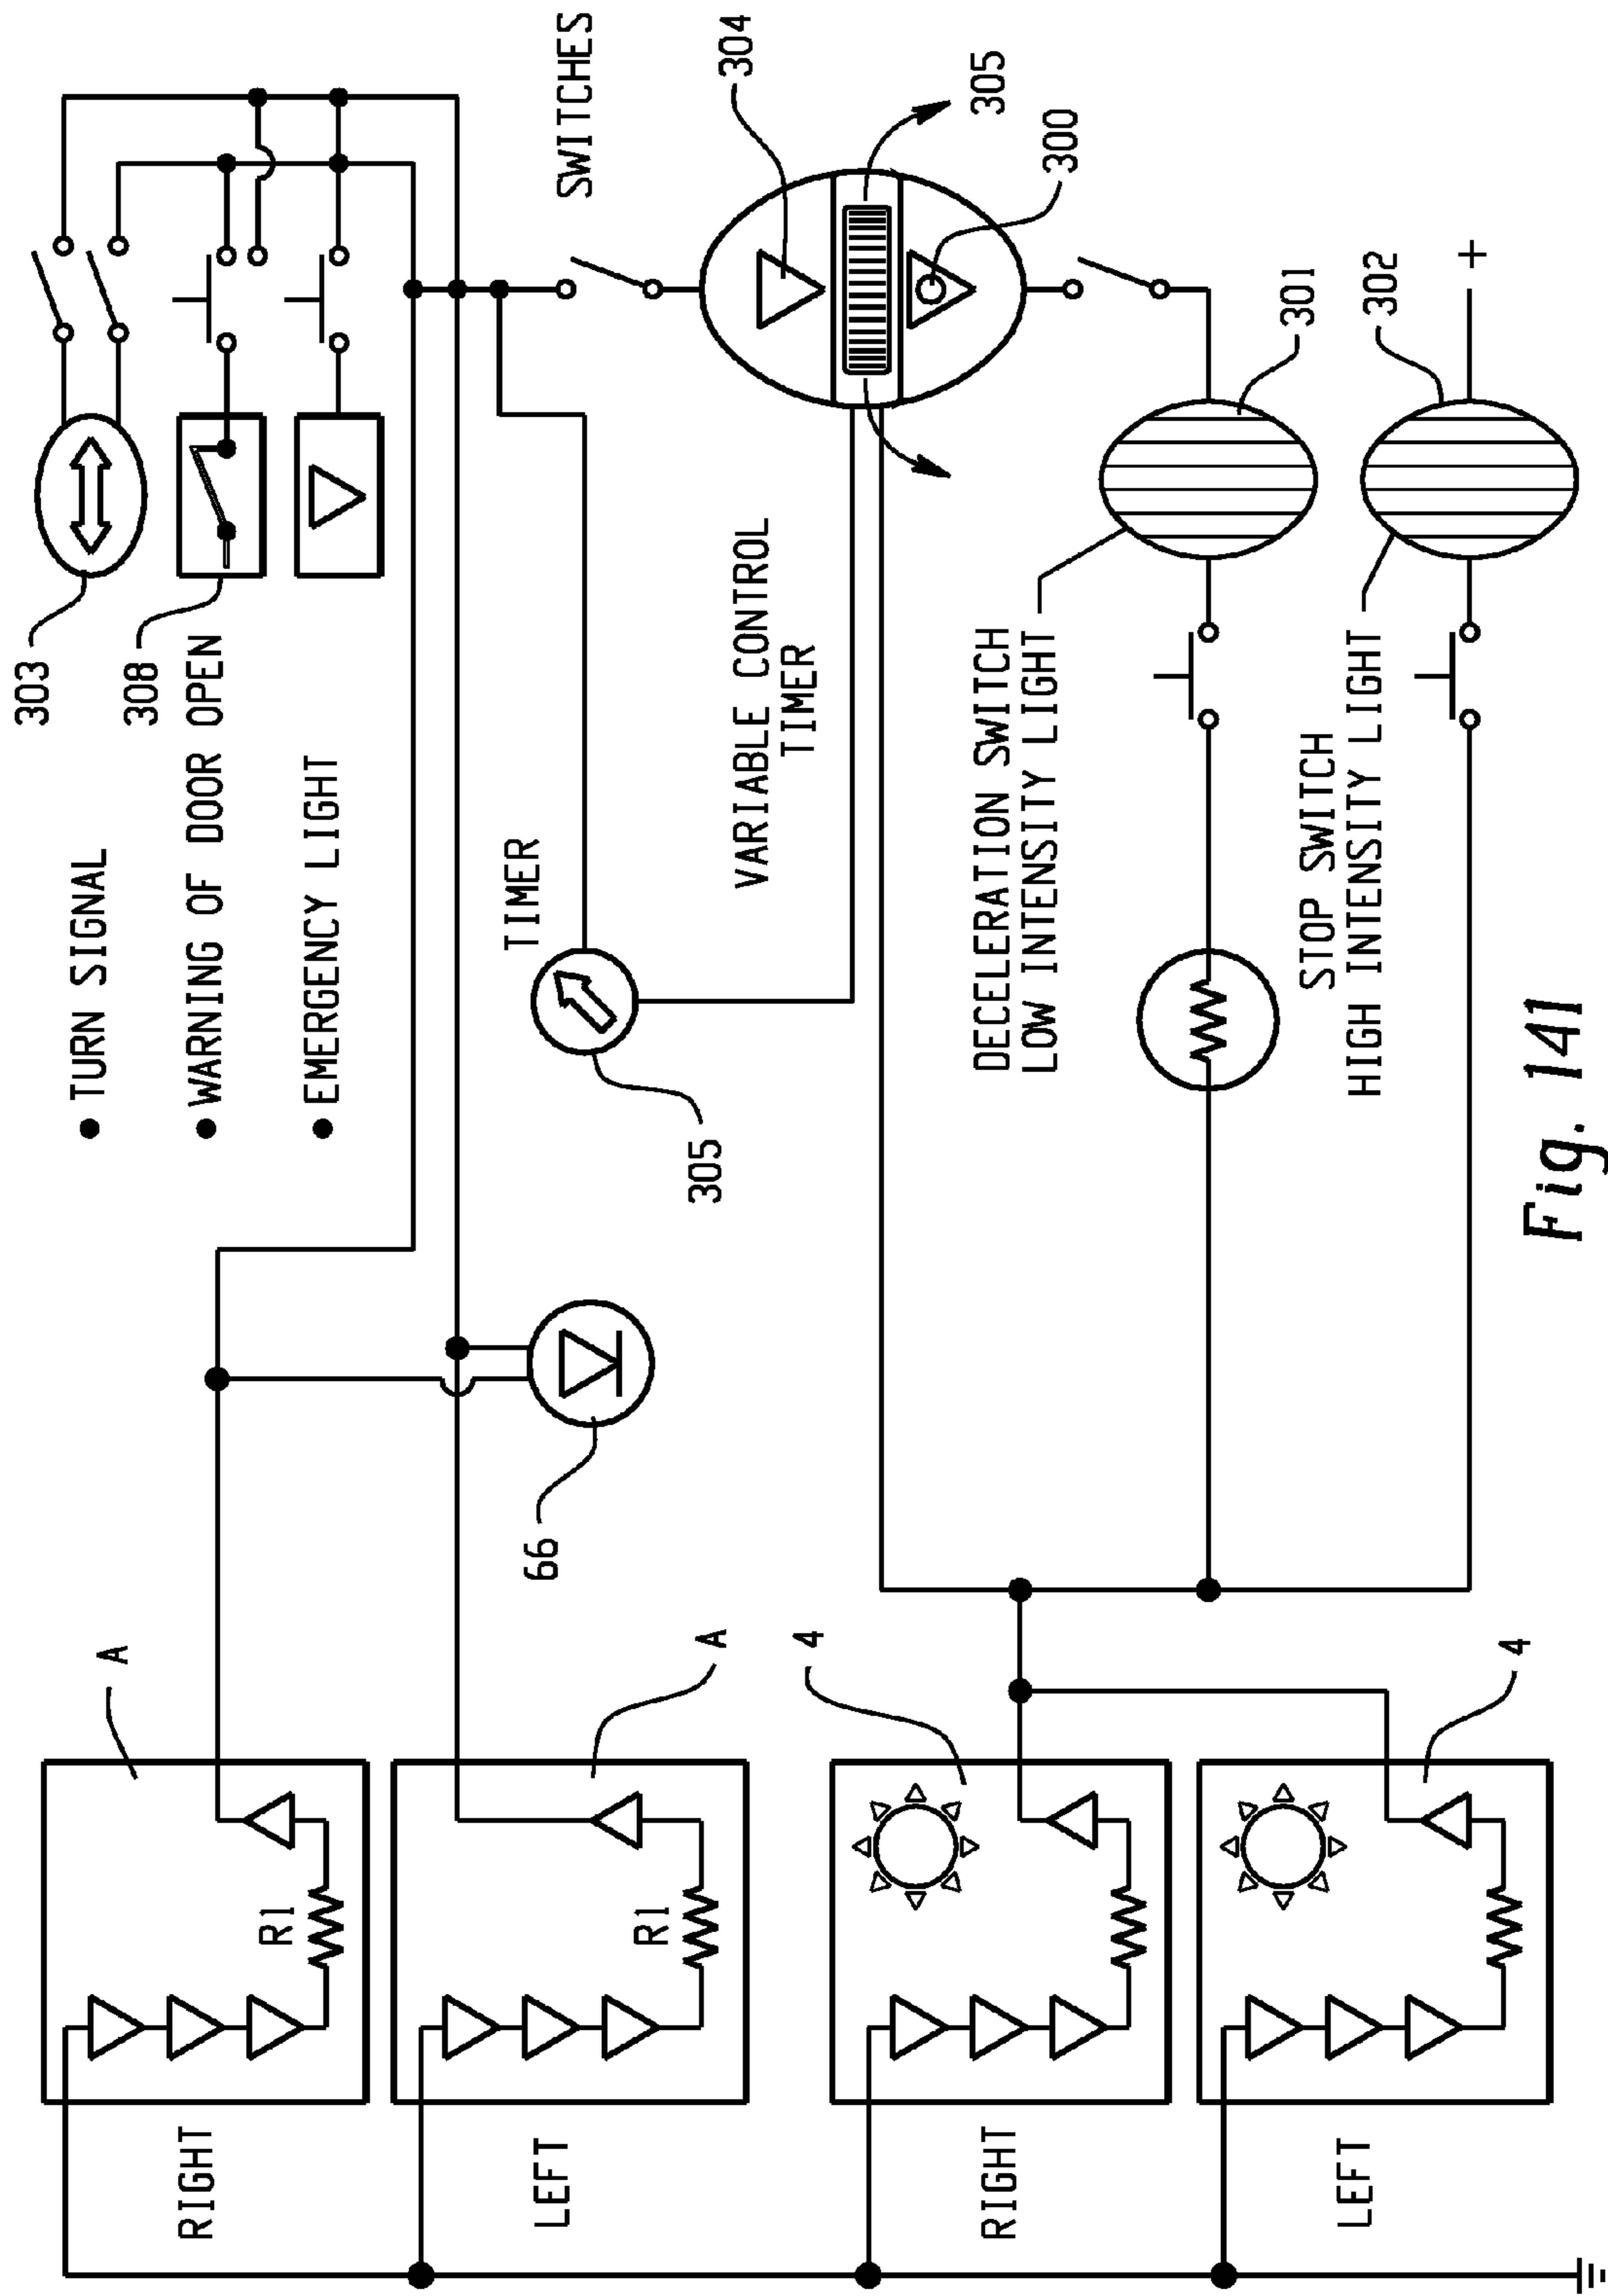 303
308
● TURN SIGNAL
● WARNING OF DOOR OPEN
● EMERGENCY LIGHT
SWITCHES
304
305
300
TIMER
305
VARIABLE CONTROL
TIMER
66
DECELERATION SWITCH
LOW INTENSITY LIGHT
301
STOP SWITCH
HIGH INTENSITY LIGHT
302
+
A
R1
RIGHT
A
R1
LEFT
4
RIGHT
4
LEFT
Fig. 141